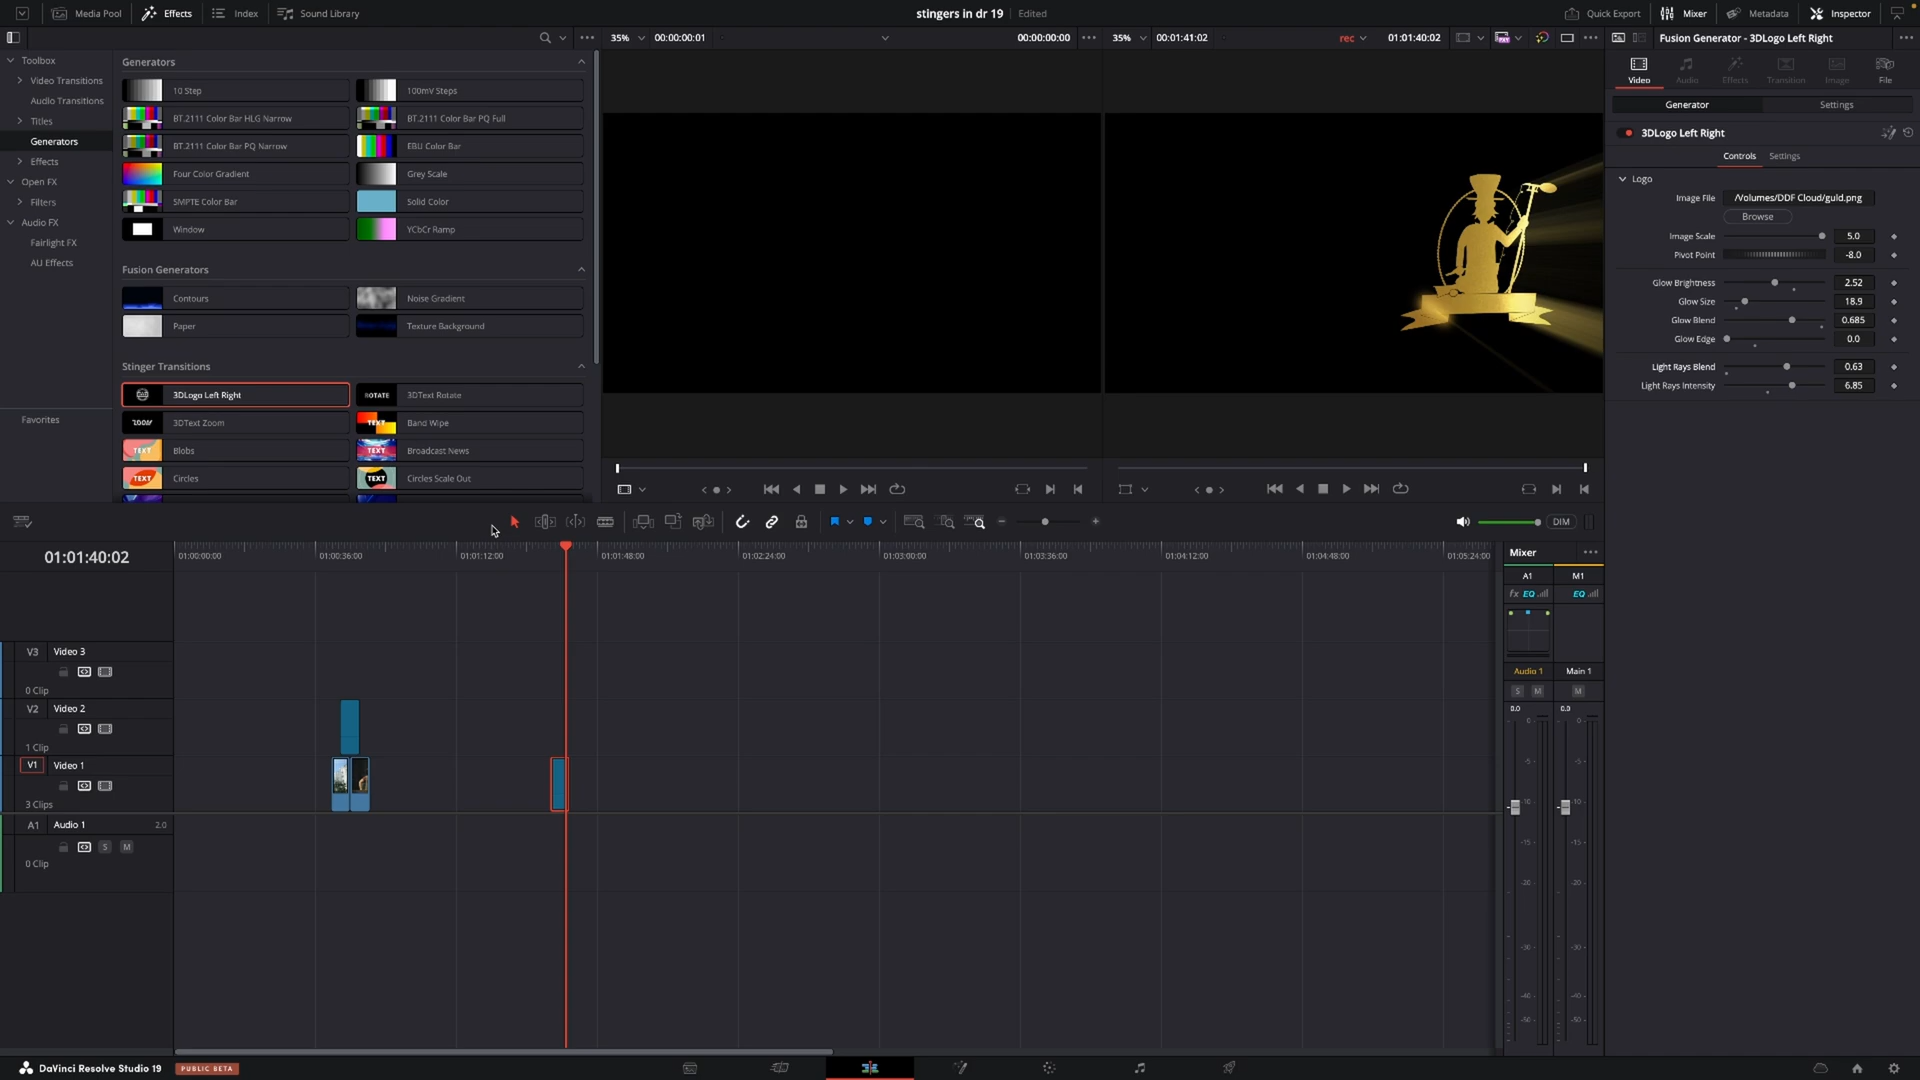 Media Pool
Effects
Index
Sound Library
stingers in dr 19
Edited
Quick Export
Mixer
Metadata
Inspector
35%
00:00:00:01
00:00:00:00
35%
00:01:41:02
rec
01:01:40:02
Fusion Generator - 3DLogo Left Right
Toolbox
Video Transitions
Audio Transitions
Titles
Generators
Effects
Open FX
Filters
Audio FX
Fairlight FX
AU Effects
Favorites
Generators
10 Step
100mV Steps
BT.2111 Color Bar HLG Narrow
BT.2111 Color Bar PQ Full
BT.2111 Color Bar PQ Narrow
EBU Color Bar
Four Color Gradient
Grey Scale
SMPTE Color Bar
Solid Color
Window
YCbCr Ramp
Fusion Generators
Contours
Noise Gradient
Paper
Texture Background
Stinger Transitions
3DLogo Left Right
ROTATE
3DText Rotate
ZOOM
3DText Zoom
TEXT
Band Wipe
TEXT
Blobs
TEXT
Broadcast News
TEXT
Circles
TEXT
Circles Scale Out
Video
Audio
Effects
Transition
Image
File
Generator
Settings
3DLogo Left Right
Controls
Settings
Logo
Image File
/Volumes/DDF Cloud/guld.png
Browse
Image Scale
5.0
Pivot Point
-8.0
Glow Brightness
2.52
Glow Size
18.9
Glow Blend
0.685
Glow Edge
0.0
Light Rays Blend
0.63
Light Rays Intensity
6.85
DIM
01:01:40:02
01:00:00:00
01:00:36:00
01:01:12:00
01:01:48:00
01:02:24:00
01:03:00:00
01:03:36:00
01:04:12:00
01:04:48:00
01:05:24:00
V3
Video 3
0 Clip
V2
Video 2
1 Clip
V1
Video 1
3 Clips
A1
Audio 1
2.0
S
M
0 Clip
Mixer
A1
M1
fx
EQ
EQ
Audio 1
Main 1
S
M
M
0.0
0.0
DaVinci Resolve Studio 19
PUBLIC BETA